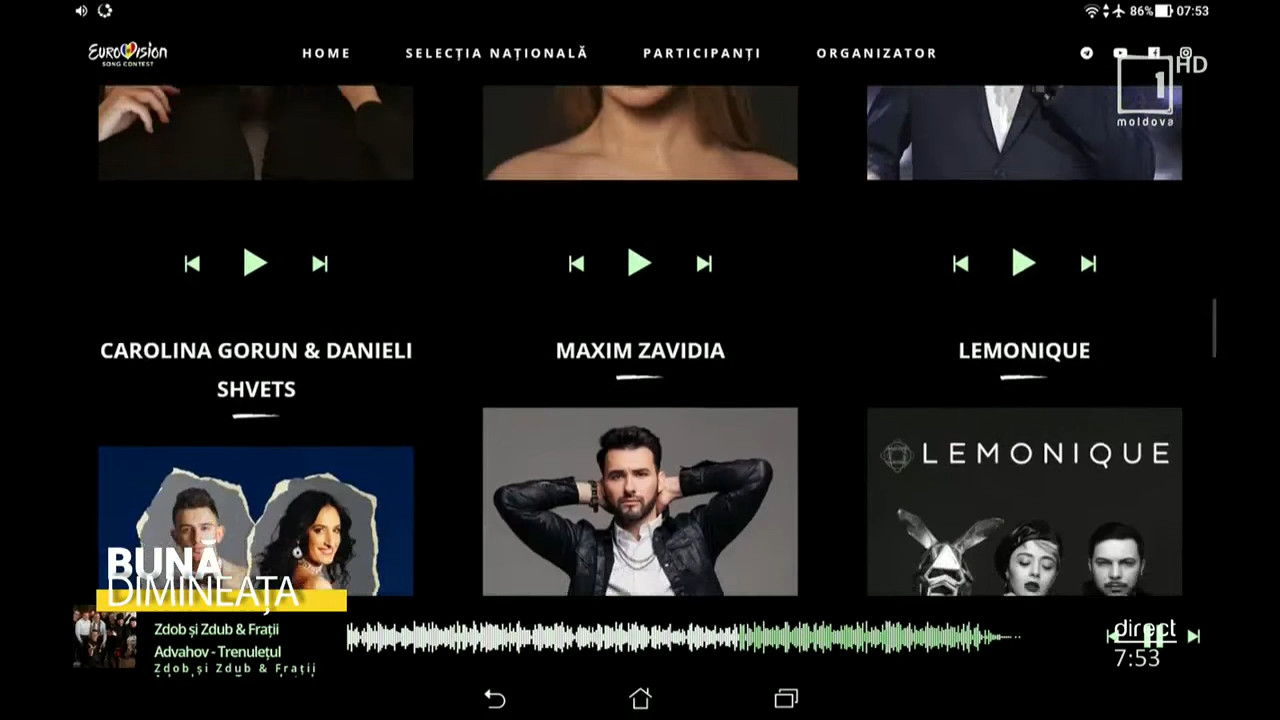 86% 07:53
EUROVISION
SONG CONTEST
HOME SELECȚIA NAȚIONALĂ PARTICIPANȚI ORGANIZATOR
HD
1
moldova
CAROLINA GORUN & DANIELI
SHVETS
MAXIM ZAVIDIA
LEMONIQUE
LEMONIQUE
BUNĂ
DIMINEAȚA
Zdob și Zdub & Frații
Advahov - Trenulețul
Zdob și Zdub & Frații
direct
7:53